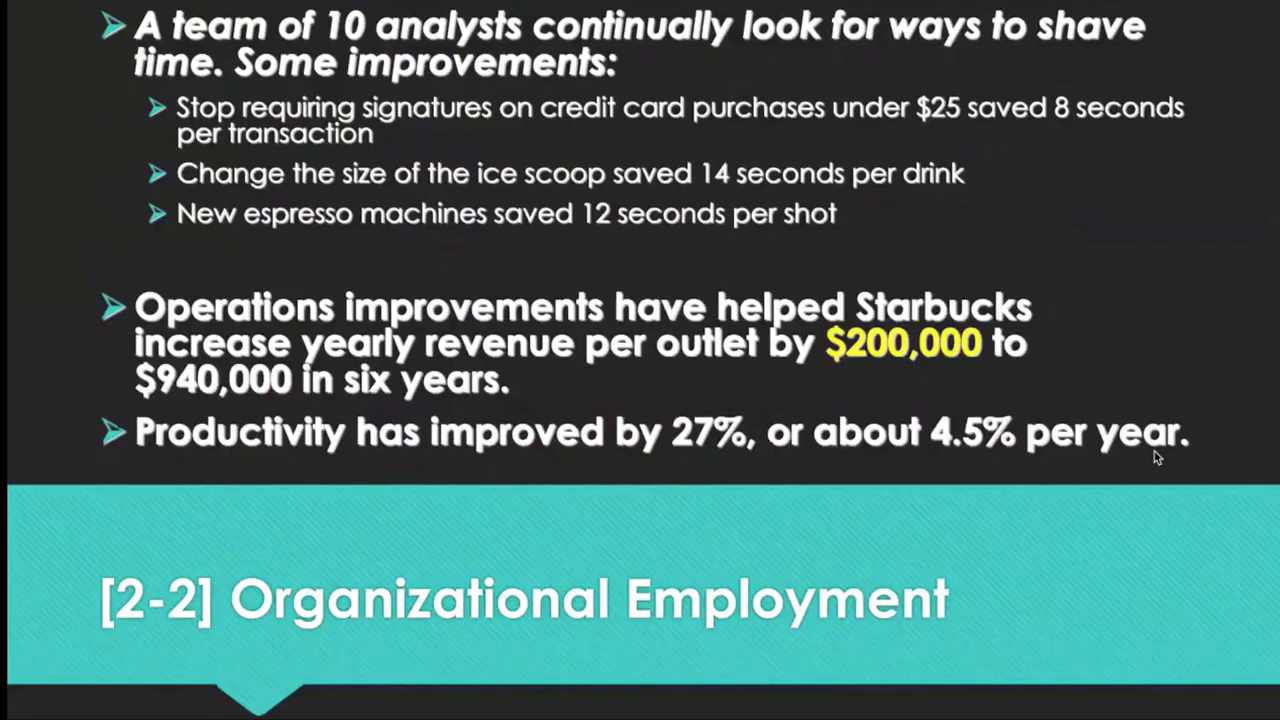 A team of 10 analysts continually look for ways to shave
time. Some improvements:
Stop requiring signatures on credit card purchases under $25 saved 8 seconds
per transaction
Change the size of the ice scoop saved 14 seconds per drink
New espresso machines saved 12 seconds per shot
Operations improvements have helped Starbucks
increase yearly revenue per outlet by $200,000 to
$940,000 in six years.
Productivity has improved by 27%, or about 4.5% per year.
[2-2] Organizational Employment